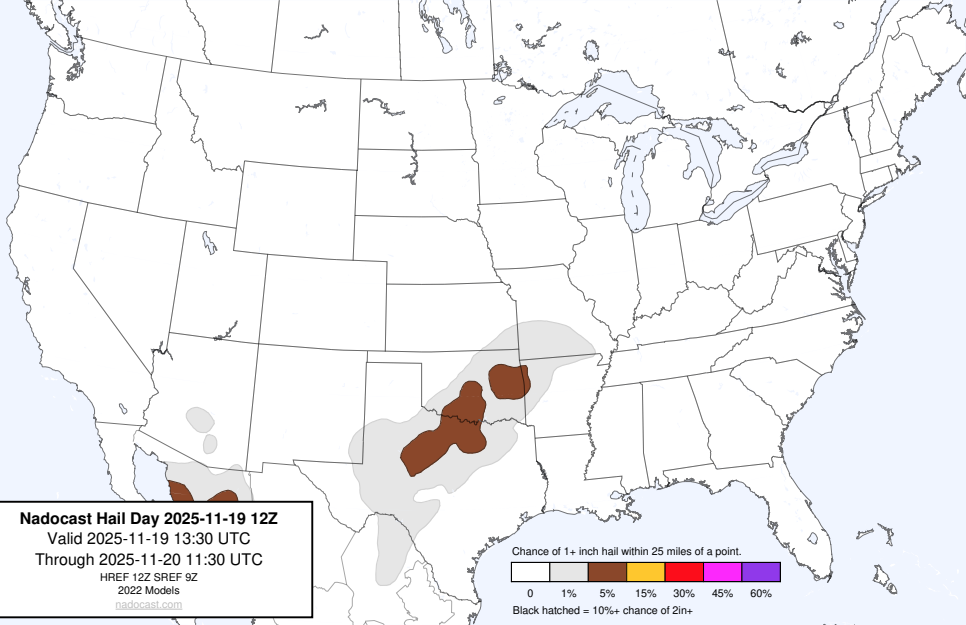 Nadocast Hail Day 2025-11-19 12Z
Valid 2025-11-19 13:30 UTC
Through 2025-11-20 11:30 UTC
HREF 12Z SREF 9Z
2022 Models
nadocast.com
Chance of 1+ inch hail within 25 miles of a point.
0 1% 5% 15% 30% 45% 60%
Black hatched = 10%+ chance of 2in+